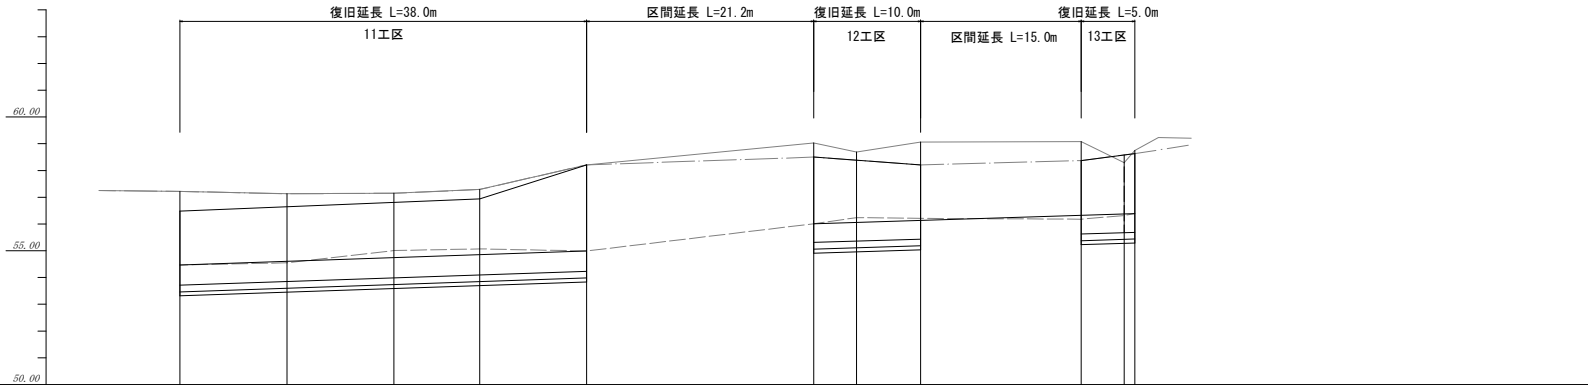 復旧延長 L=38.0m
区間延長 L=21.2m
復旧延長 L=10.0m
復旧延長 L=5.0m
11工区
12工区
区間延長 L=15.0m
13工区
60.00
55.00
50.00